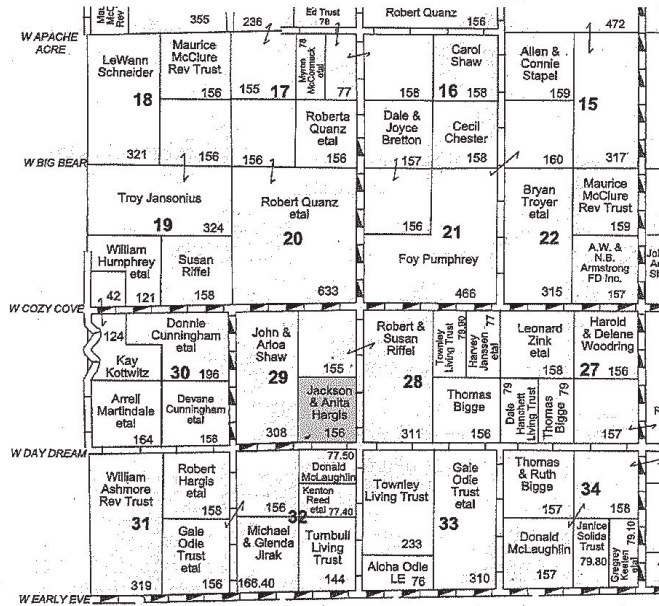 Ed Trust
78
Robert Quanz
355
236
156
472
W APACHE
ACRE
LeWann
Schneider
Maurice
McClure
Rev Trust
156
155
17
Myron
McCormack
etal
78
77
158
Carol
Shaw
16
158
Allen &
Connie
Stapel
159
15
18
Roberta
Quanz
etal
156
Dale &
Joyce
Bretton
157
Cecil
Chester
158
W BIG BEAR
321
156
156
160
317
Troy Jansonius
19
324
Robert Quanz
etal
20
156
21
Bryan
Troyer
etal
22
Maurice
McClure
Rev Trust
159
William
Humphrey
etal
Susan
Riffel
Foy Pumphrey
A.W. &
N.B.
Armstrong
FD Inc.
W COZY COVE
42
121
158
633
466
315
157
124
Donnie
Cunningham
etal
Kay
Kottwitz
30
196
John &
Arloa
Shaw
29
155
Robert &
Susan
Riffel
28
Townley
Living Trust
79.80
Harvey
Janssen
etal
77
Leonard
Zink
etal
158
Harold
& Delene
Woodring
27
156
Arrell
Martindale
etal
164
Devane
Cunningham
etal
158
308
Jackson
& Anita
Hargis
156
311
Thomas
Bigge
156
Dale
Hanchett
Living Trust
79
Thomas
Bigge
79
157
W DAY DREAM
William
Ashmore
Rev Trust
31
Robert
Hargis
etal
158
156
77.50
Donald
McLaughlin
Kenton
Reed
etal
77.40
32
Townley
Living Trust
233
Gale
Odie
Trust
etal
33
Thomas
& Ruth
Bigge
157
34
158
Gale
Odie
Trust
etal
Michael
& Glenda
Jirak
Turnbull
Living
Trust
Aloha Odle
LE
76
Donald
McLaughlin
157
Janice
Solida
Trust
79.80
79.10
W EARLY EVE
319
156
168.40
144
310